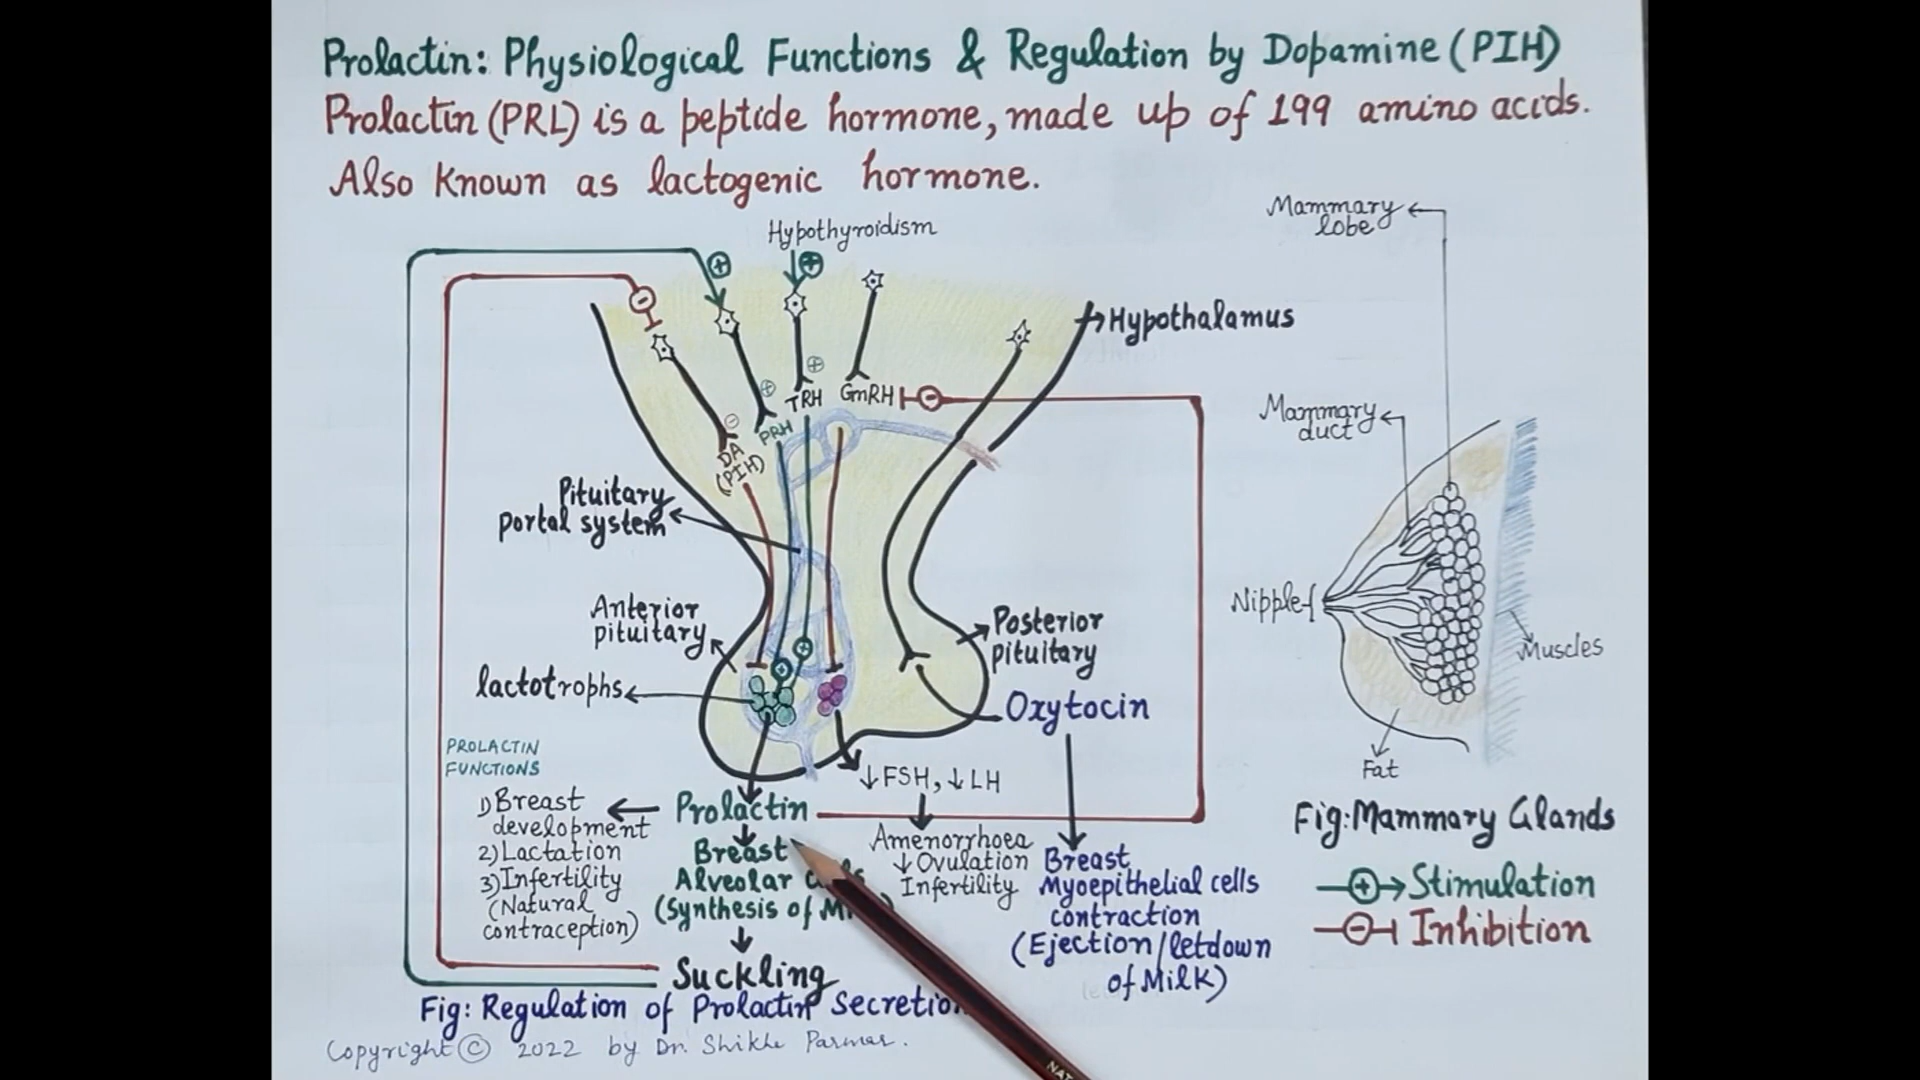 Prolactin: Physiological Functions & Regulation by Dopamine (PIH)
Prolactin (PRL) is a peptide hormone, made up of 199 amino acids.
Also Known as lactogenic hormone.
Hypothyroidism
Hypothalamus
DA
(PIH)
PRH
TRH
GnRH
Pituitary
portal system
Anterior
pituitary
lactotrophs
Posterior
pituitary
Oxytocin
PROLACTIN
FUNCTIONS
1) Breast
development
2) Lactation
3) Infertility
(Natural
contraception)
Prolactin
Breast
Alveolar
(Synthesis of
Suckling
↓FSH, ↓LH
Amenorrhoea
↓ Ovulation
Infertility
Breast
Myoepithelial cells
contraction
(Ejection/letdown
of Milk)
Fig: Regulation of Prolactin Secretio
Copyright © 2022 by Dr. Shikha Parmar.
Mammary
lobe
Mammary
duct
Nipple
Muscles
Fat
Fig: Mammary Glands
Stimulation
Inhibition